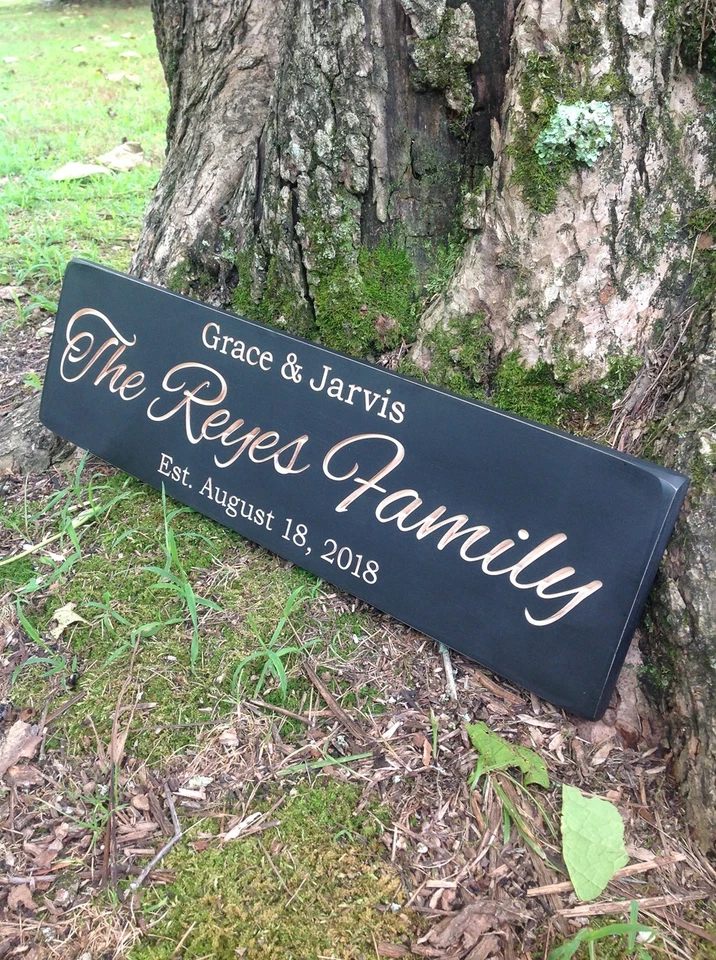 Grace & Jarvis
The Reyes Family
Est. August 18, 2018